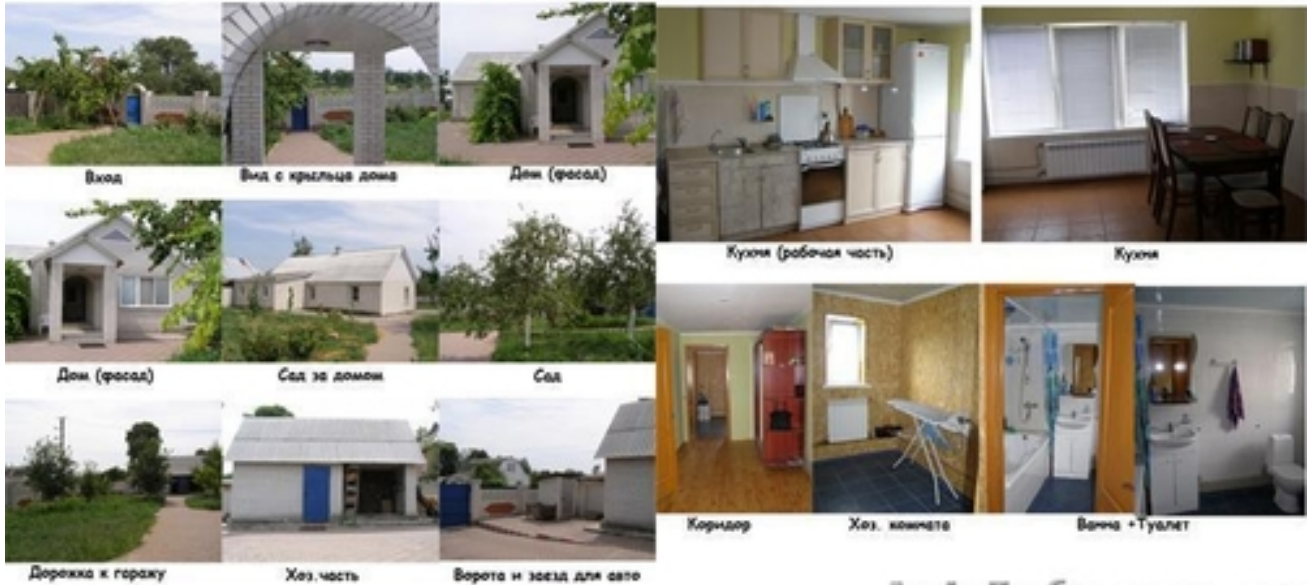 Вход
Вид с крыльца дома
Дом (фасад)
Дом (фасад)
Сад за домом
Сад
Дорожка к гаражу
Хоз.часть
Ворота и заезд для авто
Кухня (рабочая часть)
Кухня
Коридор
Хоз. комната
Ванна +Туалет